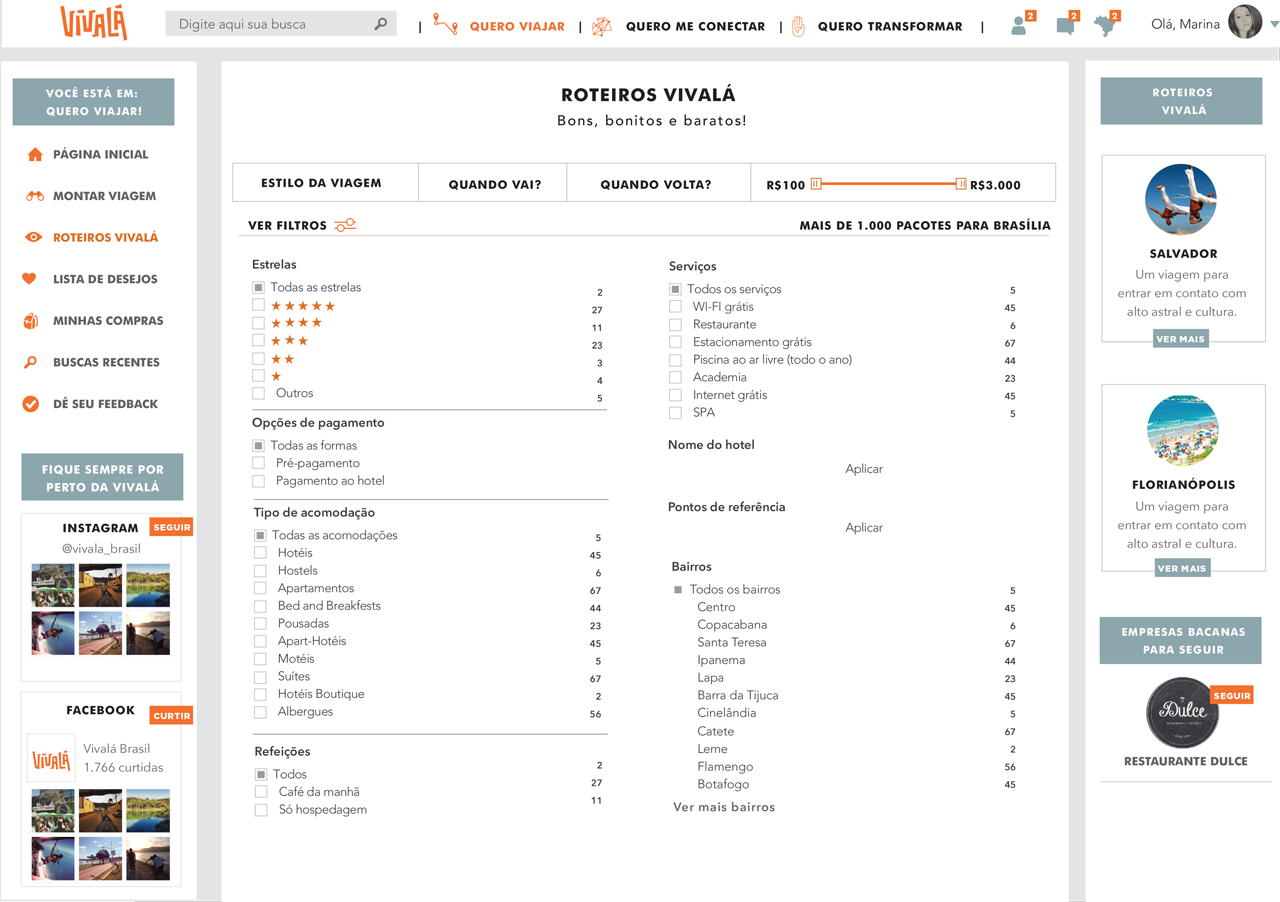 VIVALÁ
Digite aqui sua busca
| QUERO VIAJAR | QUERO ME CONECTAR | QUERO TRANSFORMAR |
2 2 2
Olá, Marina
VOCÊ ESTÁ EM:
QUERO VIAJAR!
PÁGINA INICIAL
MONTAR VIAGEM
ROTEIROS VIVALÁ
LISTA DE DESEJOS
MINHAS COMPRAS
BUSCAS RECENTES
DÊ SEU FEEDBACK
FIQUE SEMPRE POR
PERTO DA VIVALÁ
INSTAGRAM SEGUIR
@vivala_brasil
FACEBOOK CURTIR
VIVALÁ
Vivalá Brasil
1.766 curtidas
ROTEIROS VIVALÁ
Bons, bonitos e baratos!
ESTILO DA VIAGEM QUANDO VAI? QUANDO VOLTA? R$100 R$3.000
VER FILTROS MAIS DE 1.000 PACOTES PARA BRASÍLIA
Estrelas
Todas as estrelas 2
★★★★★ 27
★★★★ 11
★★★ 23
★★ 3
★ 4
Outros 5
Opções de pagamento
Todas as formas
Pré-pagamento
Pagamento ao hotel
Tipo de acomodação
Todas as acomodações 5
Hotéis 45
Hostels 6
Apartamentos 67
Bed and Breakfests 44
Pousadas 23
Apart-Hotéis 45
Motéis 5
Suítes 67
Hotéis Boutique 2
Albergues 56
Refeições
Todos 2
Café da manhã 27
Só hospedagem 11
Serviços
Todos os serviços 5
WI-FI grátis 45
Restaurante 6
Estacionamento grátis 67
Piscina ao ar livre (todo o ano) 44
Academia 23
Internet grátis 45
SPA 5
Nome do hotel
Aplicar
Pontos de referência
Aplicar
Bairros
Todos os bairros 5
Centro 45
Copacabana 6
Santa Teresa 67
Ipanema 44
Lapa 23
Barra da Tijuca 45
Cinelândia 5
Catete 67
Leme 2
Flamengo 56
Botafogo 45
Ver mais bairros
ROTEIROS
VIVALÁ
SALVADOR
Um viagem para
entrar em contato com
alto astral e cultura.
VER MAIS
FLORIANÓPOLIS
Um viagem para
entrar em contato com
alto astral e cultura.
VER MAIS
EMPRESAS BACANAS
PARA SEGUIR
SEGUIR
Dulce
RESTAURANTE DULCE